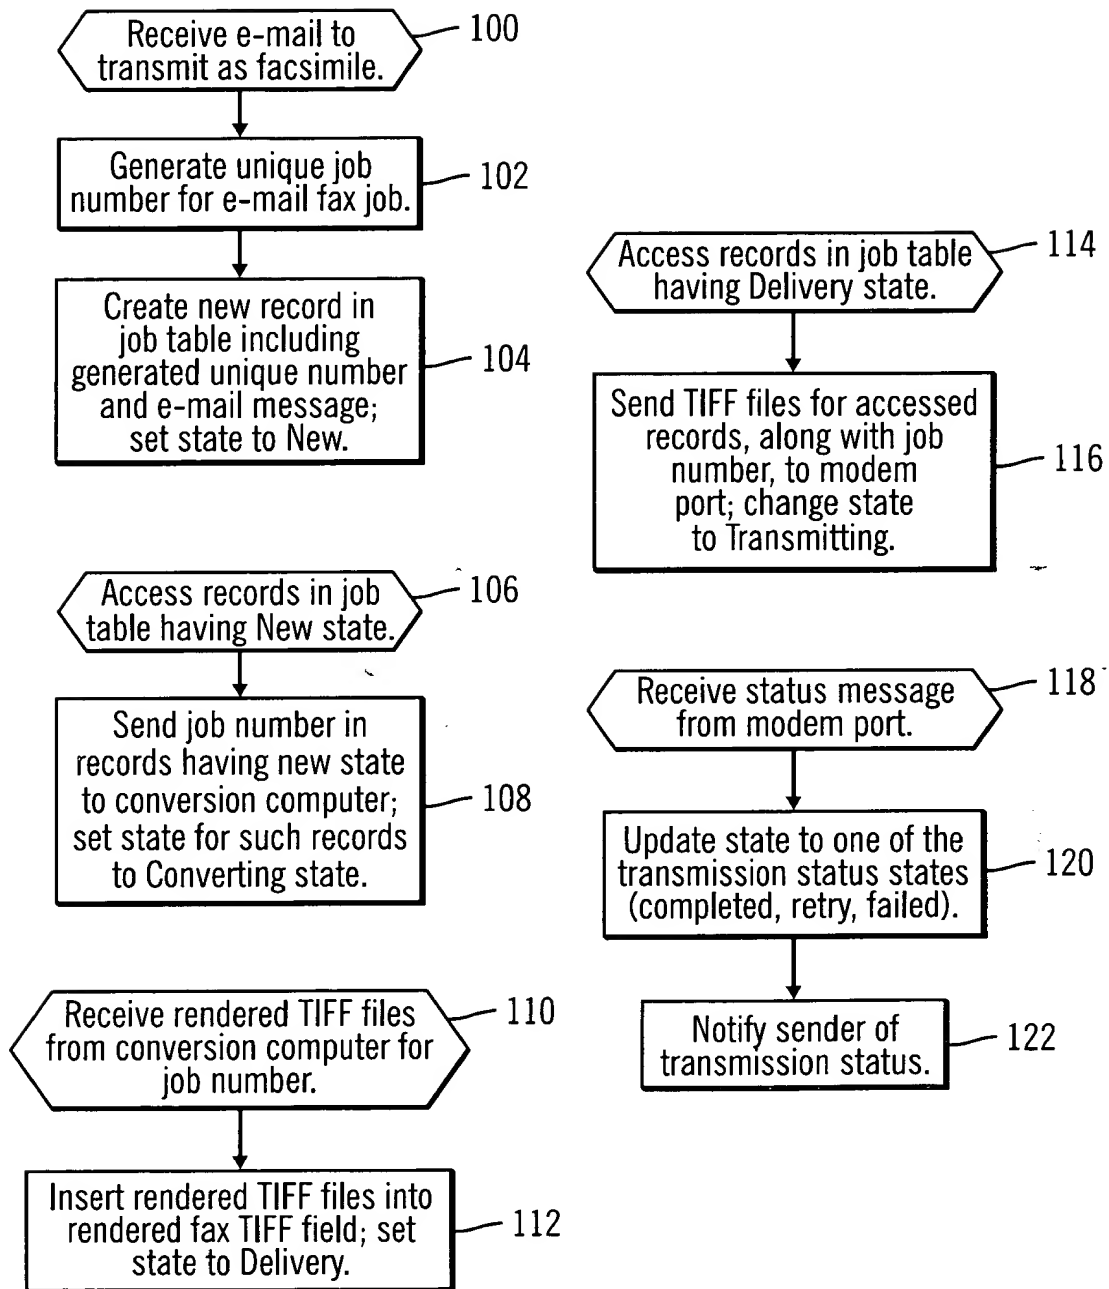 Receive e-mail to
transmit as facsimile.
100
Generate unique job
number for e-mail fax job.
102
Create new record in
job table including
generated unique number
and e-mail message;
set state to New.
104
Access records in job
table having New state.
106
Send job number in
records having new state
to conversion computer;
set state for such records
to Converting state.
108
Receive rendered TIFF files
from conversion computer for
job number.
110
Insert rendered TIFF files into
rendered fax TIFF field; set
state to Delivery.
112
Access records in job table
having Delivery state.
114
Send TIFF files for accessed
records, along with job
number, to modem
port; change state
to Transmitting.
116
Receive status message
from modem port.
118
Update state to one of the
transmission status states
(completed, retry, failed).
120
Notify sender of
transmission status.
122